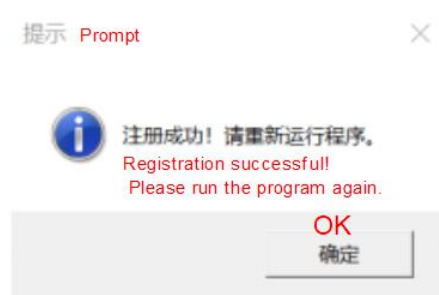 提示 Prompt
注册成功！请重新运行程序。
Registration successful!
Please run the program again.
OK
确定